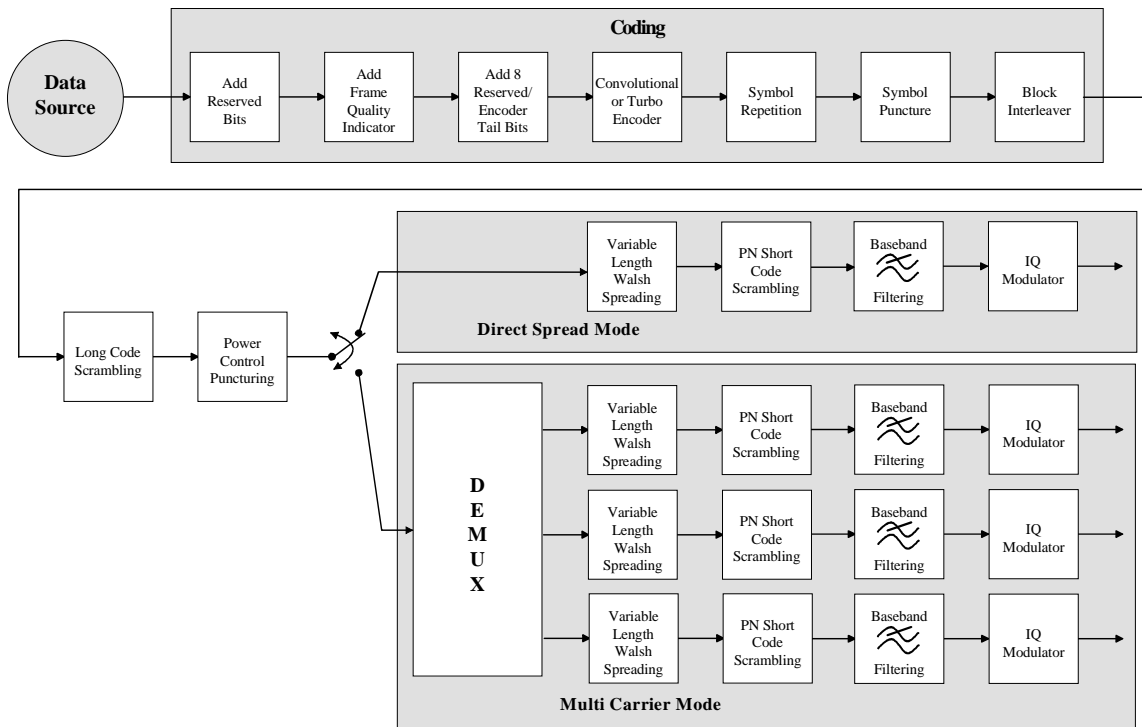 Coding
Data
Source
Add
Reserved
Bits
Add
Frame
Quality
Indicator
Add 8
Reserved/
Encoder
Tail Bits
Convolutional
or Turbo
Encoder
Symbol
Repetition
Symbol
Puncture
Block
Interleaver
Long Code
Scrambling
Power
Control
Puncturing
Variable
Length
Walsh
Spreading
PN Short
Code
Scrambling
Baseband
Filtering
IQ
Modulator
Direct Spread Mode
D
E
M
U
X
Variable
Length
Walsh
Spreading
PN Short
Code
Scrambling
Baseband
Filtering
IQ
Modulator
Variable
Length
Walsh
Spreading
PN Short
Code
Scrambling
Baseband
Filtering
IQ
Modulator
Variable
Length
Walsh
Spreading
PN Short
Code
Scrambling
Baseband
Filtering
IQ
Modulator
Multi Carrier Mode